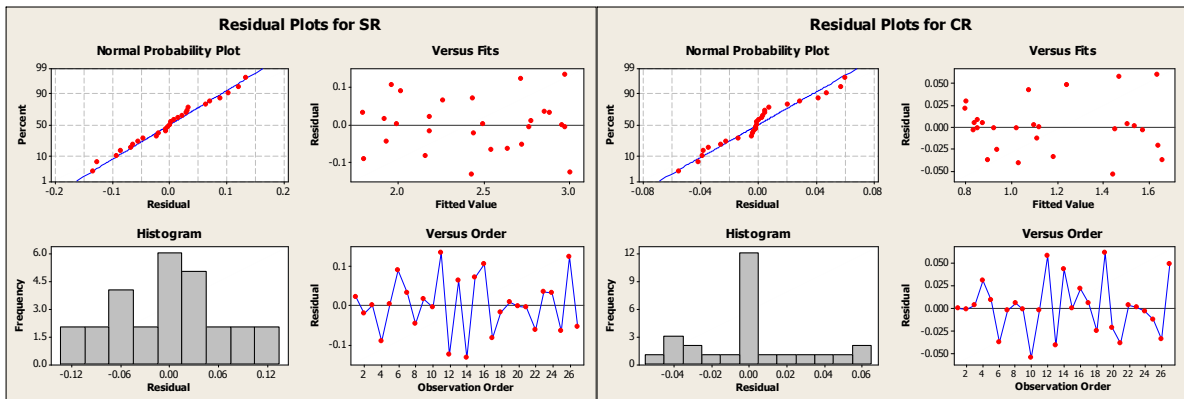 Residual Plots for SR
Normal Probability Plot
Percent
99
90
50
10
1
-0.2 -0.1 0.0 0.1 0.2
Residual
Versus Fits
Residual
0.1
0.0
-0.1
2.0 2.5 3.0
Fitted Value
Histogram
Frequency
6.0
4.5
3.0
1.5
0.0
-0.12 -0.06 0.00 0.06 0.12
Residual
Versus Order
Residual
0.1
0.0
-0.1
2 4 6 8 10 12 14 16 18 20 22 24 26
Observation Order
Residual Plots for CR
Normal Probability Plot
Percent
99
90
50
10
1
-0.08 -0.04 0.00 0.04 0.08
Residual
Versus Fits
Residual
0.050
0.025
0.000
-0.025
-0.050
0.8 1.0 1.2 1.4 1.6
Fitted Value
Histogram
Frequency
12
9
6
3
0
-0.04 -0.02 0.00 0.02 0.04 0.06
Residual
Versus Order
Residual
0.050
0.025
0.000
-0.025
-0.050
2 4 6 8 10 12 14 16 18 20 22 24 26
Observation Order